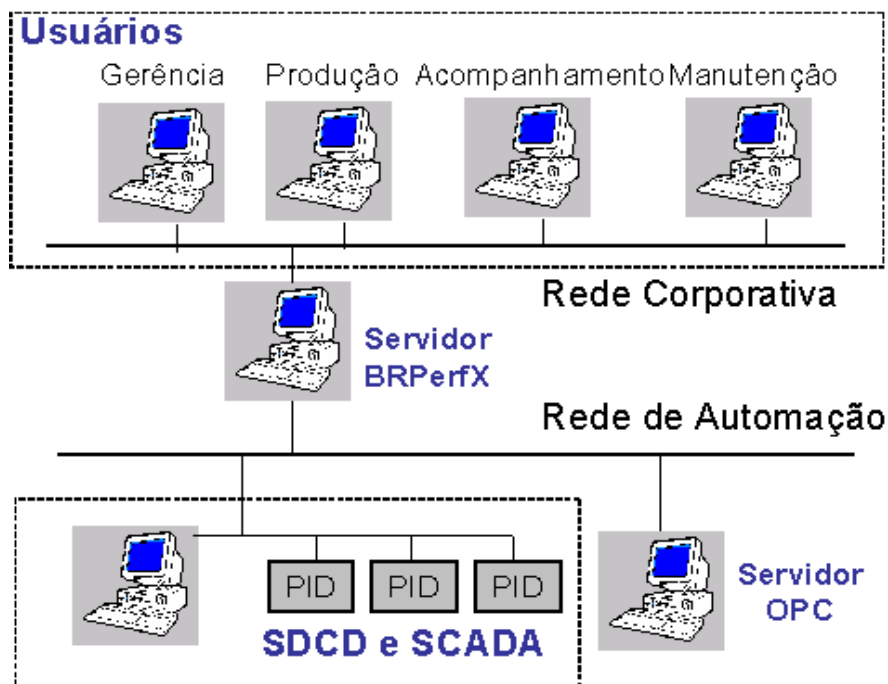 Usuários
Gerência Produção Acompanhamento Manutenção
Rede Corporativa
Servidor
BRPerfX
Rede de Automação
PID PID PID
SDCD e SCADA
Servidor
OPC